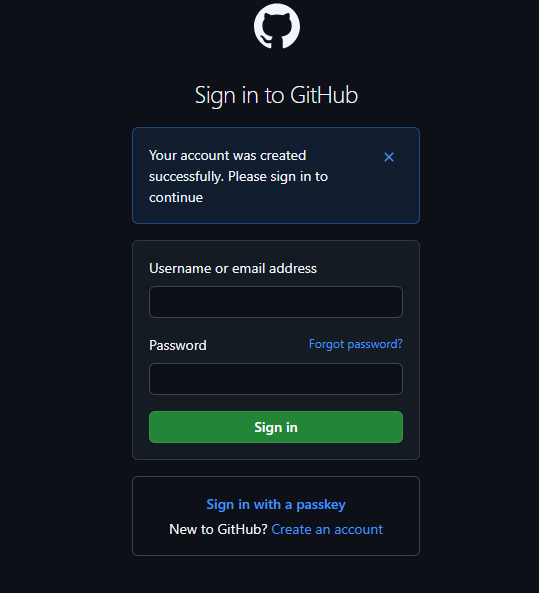 Sign in to GitHub
Your account was created
successfully. Please sign in to
continue
Username or email address
Password
Forgot password?
Sign in
Sign in with a passkey
New to GitHub? Create an account